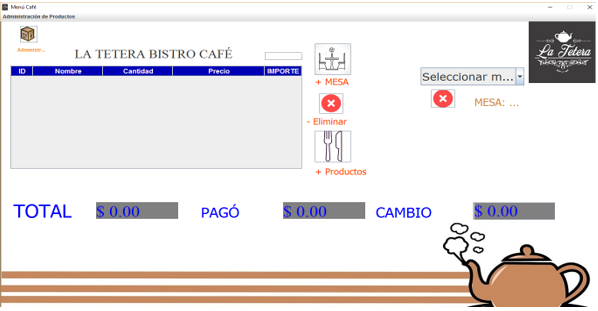 Menú Café
Administración de Productos
Administr...
LA TETERA BISTRO CAFÉ
ID Nombre Cantidad Precio IMPORTE
+ MESA
- Eliminar
+ Productos
Seleccionar m...
MESA: ...
La Tetera
TOTAL $ 0.00 PAGÓ $ 0.00 CAMBIO $ 0.00